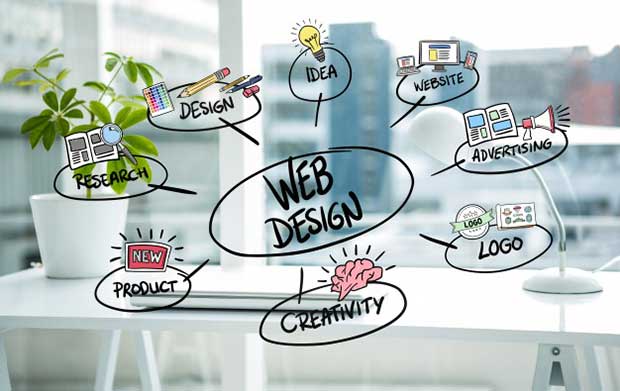 IDEA
WEBSITE
DESIGN
ADVERTISING
RESEARCH
WEB
DESIGN
LOGO
LOGO
NEW
PRODUCT
CREATIVITY